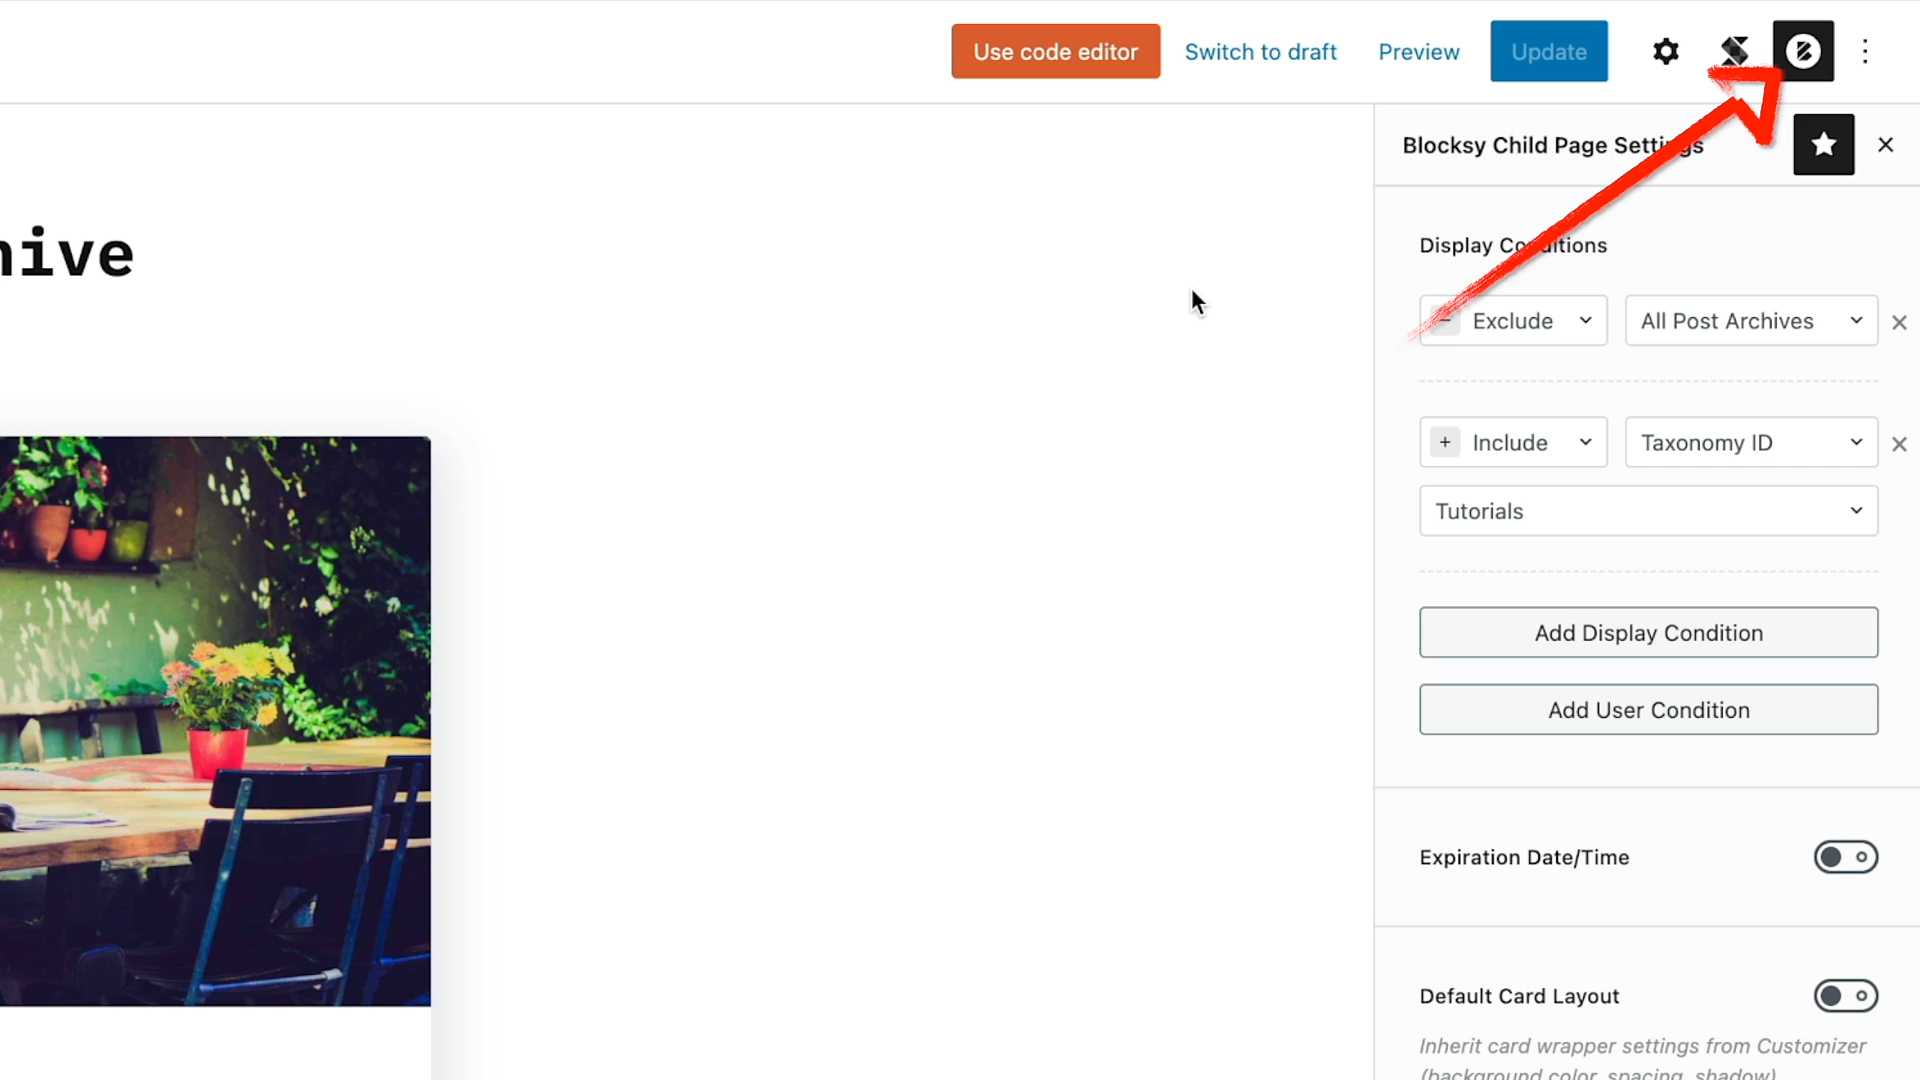 Use code editor
Switch to draft
Preview
Update
Blocksy Child Page Settings
hive
Display Conditions
Exclude
All Post Archives
Include
Taxonomy ID
Tutorials
Add Display Condition
Add User Condition
Expiration Date/Time
Default Card Layout
Inherit card wrapper settings from Customizer
(background color, spacing, shadow)